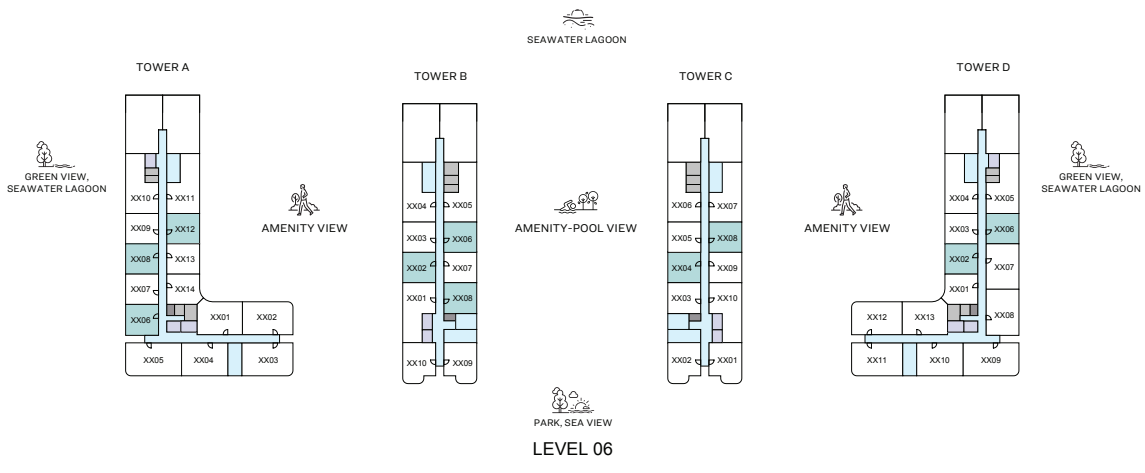 SEAWATER LAGOON
TOWER A
TOWER B
TOWER C
TOWER D
GREEN VIEW,
SEAWATER LAGOON
AMENITY VIEW
AMENITY-POOL VIEW
AMENITY VIEW
GREEN VIEW,
SEAWATER LAGOON
XX10 XX11
XX09 XX12
XX08 XX13
XX07 XX14
XX06 XX01 XX02
XX05 XX04 XX03
XX04 XX05
XX03 XX06
XX02 XX07
XX01 XX08
XX10 XX09
XX06 XX07
XX05 XX08
XX04 XX09
XX03 XX10
XX02 XX01
XX04 XX05
XX03 XX06
XX02 XX07
XX01
XX12 XX13 XX08
XX11 XX10 XX09
PARK, SEA VIEW
LEVEL 06